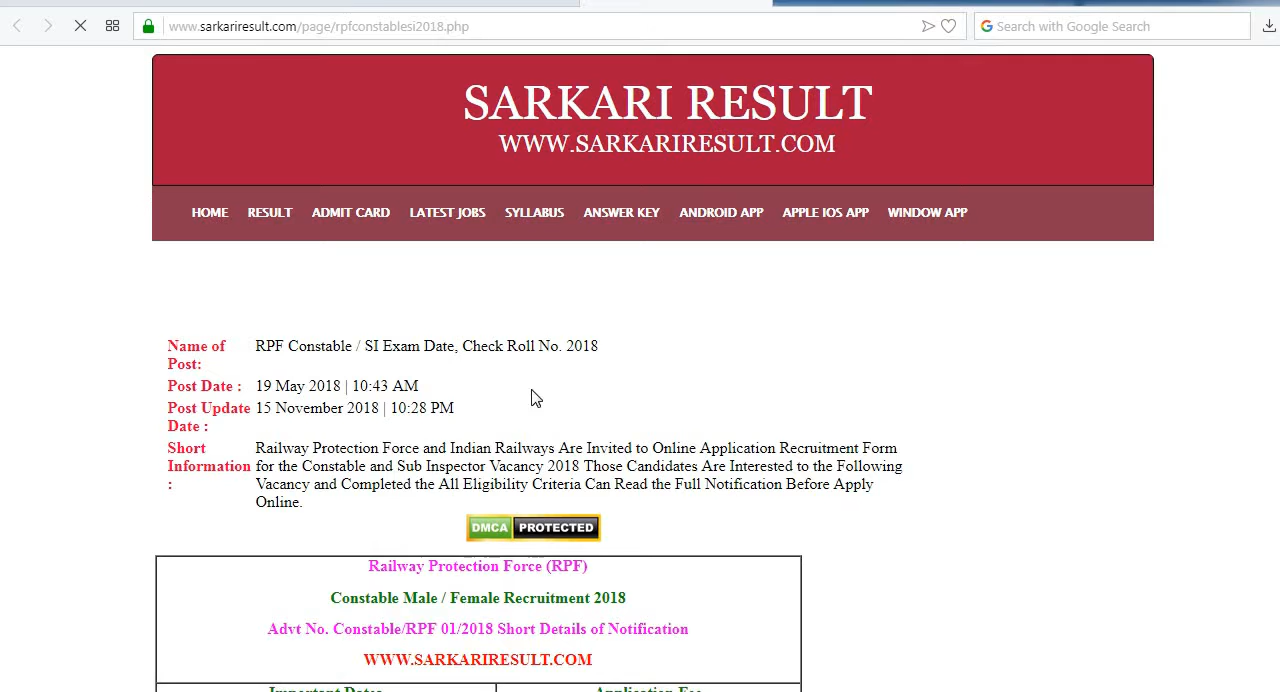 www.sarkariresult.com/page/rpfconstablesi2018.php
Search with Google Search
SARKARI RESULT
WWW.SARKARIRESULT.COM
HOME RESULT ADMIT CARD LATEST JOBS SYLLABUS ANSWER KEY ANDROID APP APPLE IOS APP WINDOW APP
Name of Post: RPF Constable / SI Exam Date, Check Roll No. 2018
Post Date : 19 May 2018 | 10:43 AM
Post Update Date : 15 November 2018 | 10:28 PM
Short Information : Railway Protection Force and Indian Railways Are Invited to Online Application Recruitment Form
for the Constable and Sub Inspector Vacancy 2018 Those Candidates Are Interested to the Following
Vacancy and Completed the All Eligibility Criteria Can Read the Full Notification Before Apply
Online.
DMCA PROTECTED
Railway Protection Force (RPF)
Constable Male / Female Recruitment 2018
Advt No. Constable/RPF 01/2018 Short Details of Notification
WWW.SARKARIRESULT.COM
Important Dates Application Fee